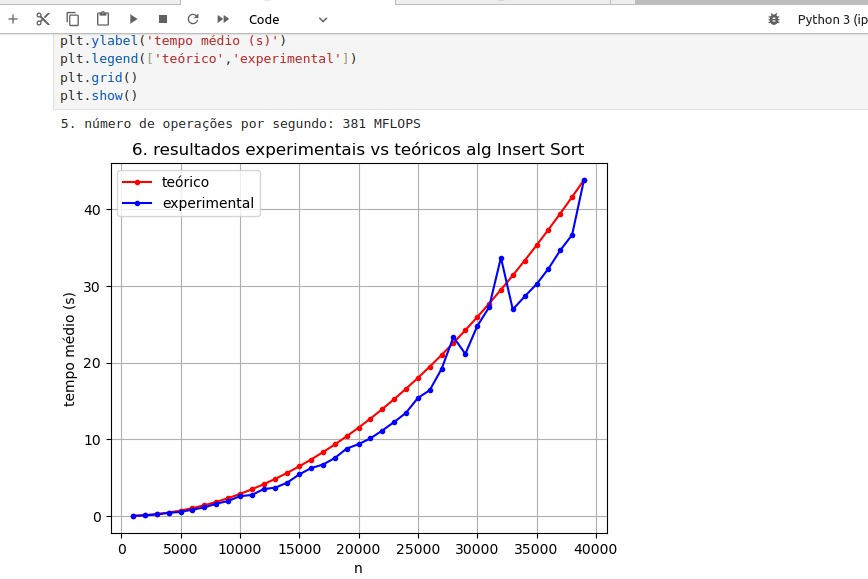 Code
Python 3 (ip
plt.ylabel('tempo médio (s)')
plt.legend(['teórico','experimental'])
plt.grid()
plt.show()
5. número de operações por segundo: 381 MFLOPS
6. resultados experimentais vs teóricos alg Insert Sort
teórico
experimental
40
30
20
10
0
tempo médio (s)
0 5000 10000 15000 20000 25000 30000 35000 40000
n